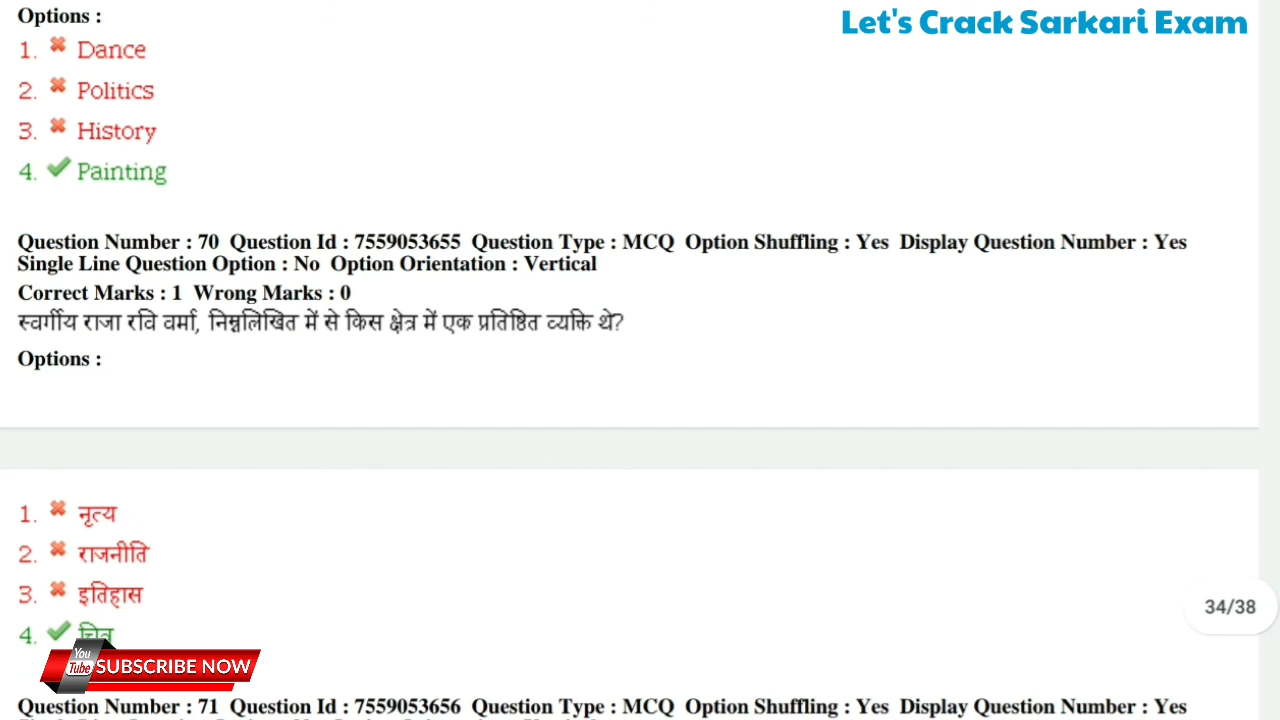 Let's Crack Sarkari Exam
Options :
1. Dance
2. Politics
3. History
4. Painting
Question Number : 70 Question Id : 7559053655 Question Type : MCQ Option Shuffling : Yes Display Question Number : Yes
Single Line Question Option : No Option Orientation : Vertical
Correct Marks : 1 Wrong Marks : 0
स्वर्गीय राजा रवि वर्मा, निम्नलिखित में से किस क्षेत्र में एक प्रतिष्ठित व्यक्ति थे?
Options :
1. नृत्य
2. राजनीति
3. इतिहास
34/38
4. चित्र
You Tube SUBSCRIBE NOW
Question Number : 71 Question Id : 7559053656 Question Type : MCQ Option Shuffling : Yes Display Question Number : Yes